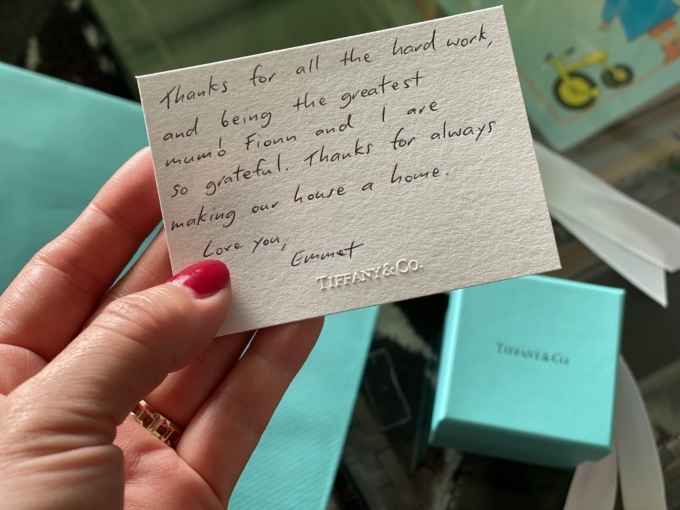 Thanks for all the hard work,
and being the greatest
mum! Fionn and I are
so grateful. Thanks for always
making our house a home.
Love you,
Emmet
TIFFANY & CO.
TIFFANY & CO.